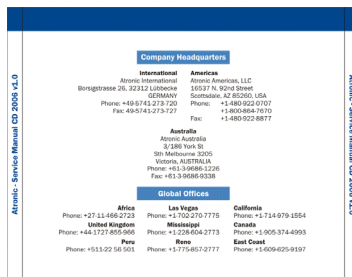 Company Headquarters
International
Atronic International
Borsigstrasse 26, 32312 Lübbecke
GERMANY
Phone: +49-5741-273-720
Fax: 49-5741-273-727
Americas
Atronic Americas, LLC
16537 N. 92nd Street
Scottsdale, AZ 85260, USA
Phone: +1-480-922-0707
+1-800-864-7670
Fax: +1-480-922-8877
Australia
Atronic Australia
3/186 York St
Sth Melbourne 3205
Victoria, AUSTRALIA
Phone: +61-3-9686-1226
Fax: +61-3-9686-9338
Global Offices
Africa
Phone: +27-11-466-2723
Las Vegas
Phone: +1-702-270-7775
California
Phone: +1-714-979-1554
United Kingdom
Phone: +44-1727-855-966
Mississippi
Phone: +1-228-604-2773
Canada
Phone: +1-905-374-4993
Peru
Phone: +511-22 56 501
Reno
Phone: +1-775-857-2777
East Coast
Phone: +1-609-625-9197
Atronic - Service Manual CD 2006 v1.0